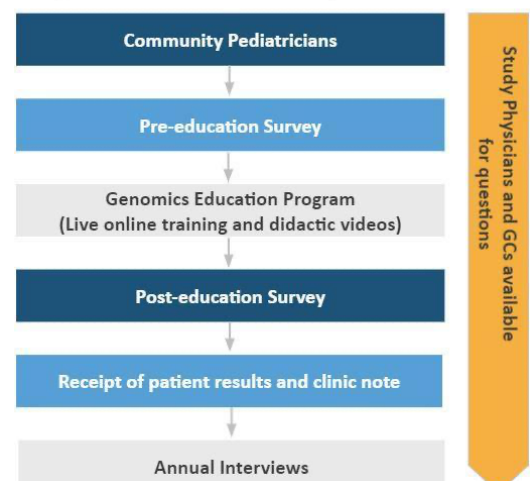 Community Pediatricians
Pre-education Survey
Genomics Education Program
(Live online training and didactic videos)
Post-education Survey
Receipt of patient results and clinic note
Annual Interviews
Study Physicians and GCs available
for questions